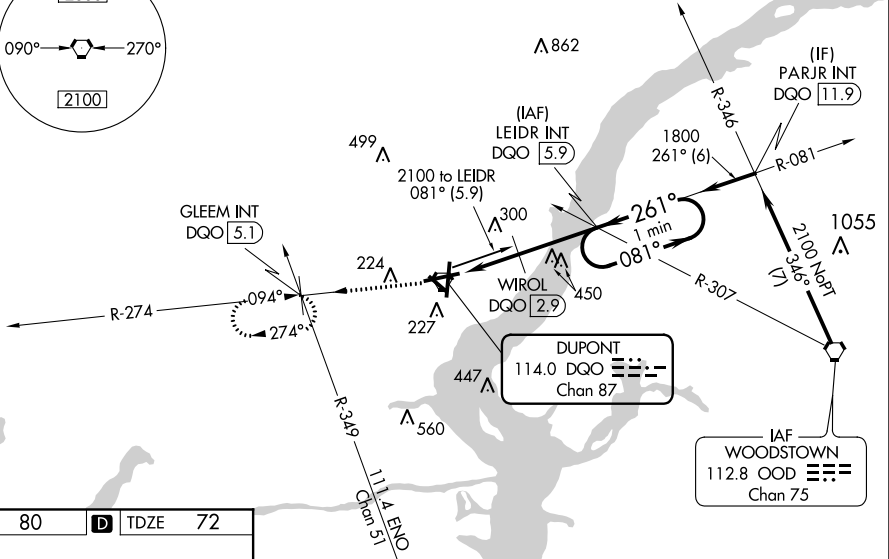 090°
270°
2100
862
(IF)
PARJR INT
DQO 11.9
R-346
(IAF)
LEIDR INT
DQO 5.9
499
1800
261° (6)
R-081
2100 to LEIDR
081° (5.9)
GLEEM INT
DQO 5.1
300
261°
1 min
081°
1055
2100 NoPT
346°
(7)
224
094°
R-274
274°
WIROL
DQO 2.9
450
R-307
227
DUPONT
114.0 DQO
Chan 87
447
R-349
560
IAF
WOODSTOWN
112.8 OOD
Chan 75
111.4 ENO
Chan 51
80 D TDZE 72